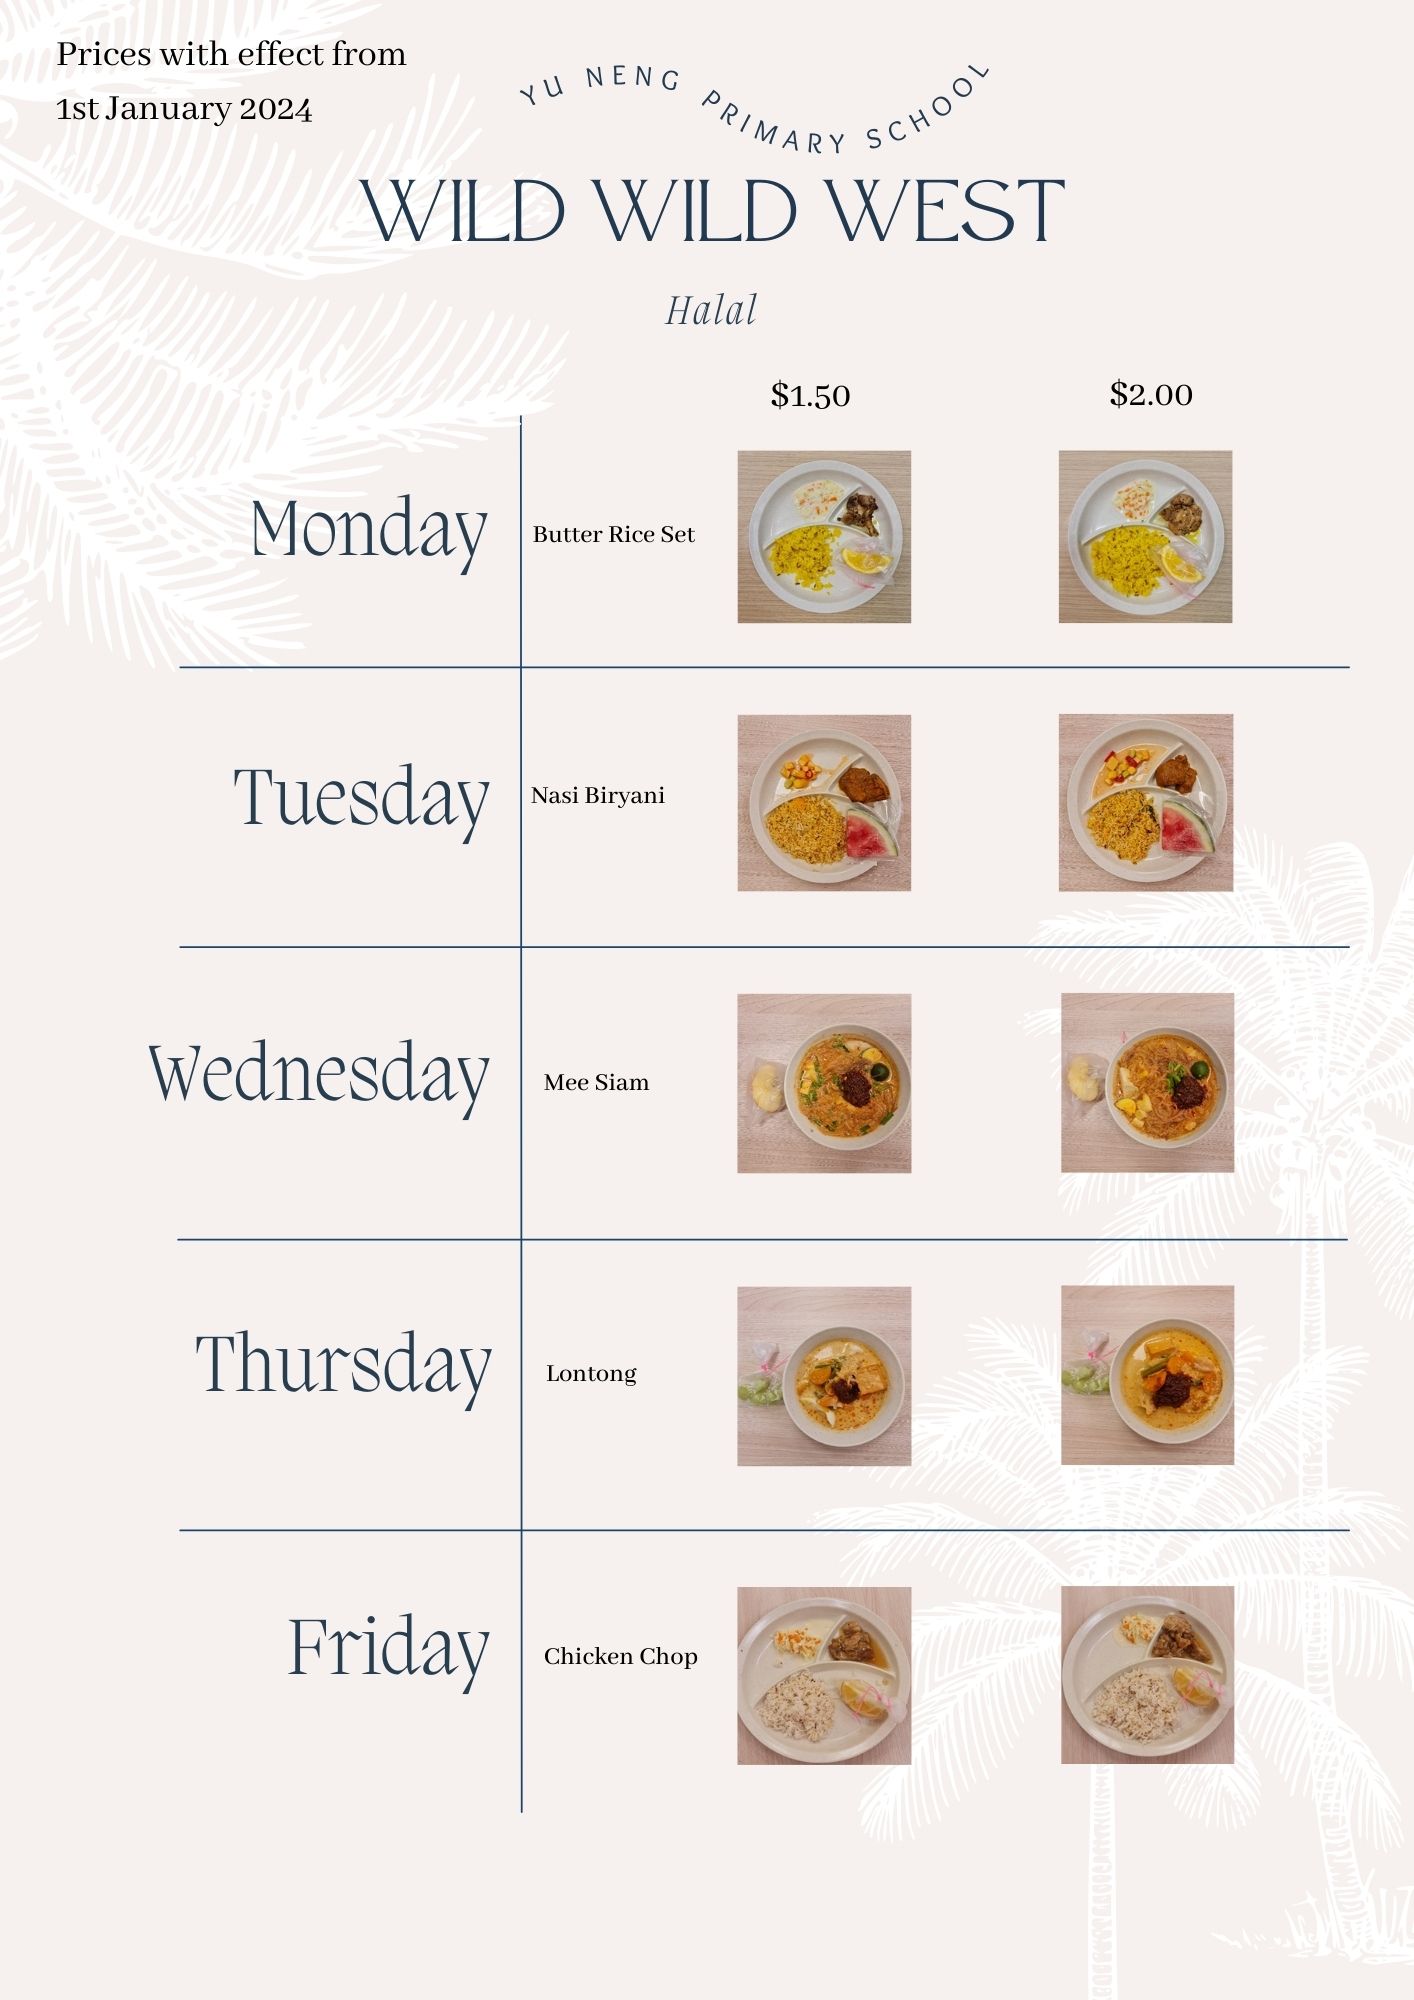 Prices with effect from
1st January 2024
YU NENG PRIMARY SCHOOL
WILD WILD WEST
Halal
$1.50 $2.00
Monday Butter Rice Set
Tuesday Nasi Biryani
Wednesday Mee Siam
Thursday Lontong
Friday Chicken Chop